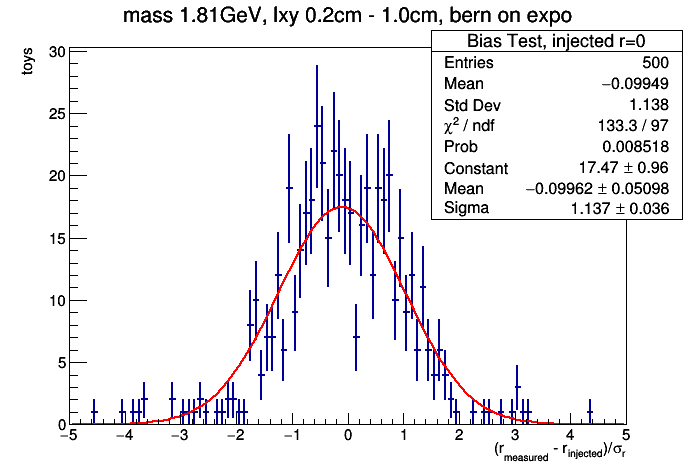 mass 1.81GeV, lxy 0.2cm - 1.0cm, bern on expo
Bias Test, injected r=0
Entries 500
Mean −0.09949
Std Dev 1.138
χ² / ndf 133.3 / 97
Prob 0.008518
Constant 17.47 ± 0.96
Mean −0.09962 ± 0.05098
Sigma 1.137 ± 0.036
toys
30
25
20
15
10
5
0
−5 −4 −3 −2 −1 0 1 2 3 4 5
(r_measured - r_injected)/σ_r